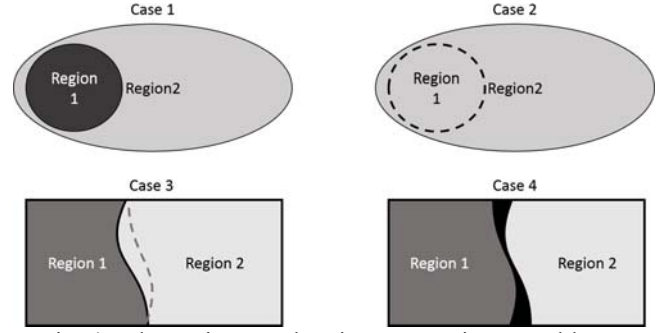 Case 1
Case 2
Region
1
Region2
Region
1
Region2
Case 3
Case 4
Region 1
Region 2
Region 1
Region 2